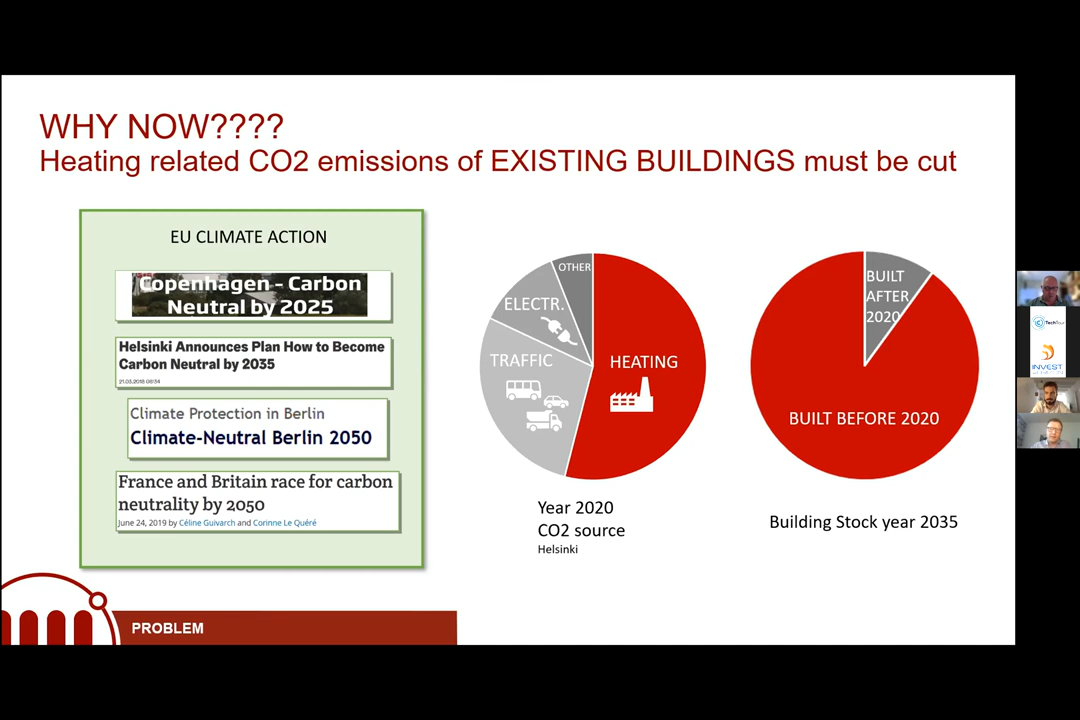 WHY NOW????
Heating related CO2 emissions of EXISTING BUILDINGS must be cut
EU CLIMATE ACTION
Copenhagen - Carbon
Neutral by 2025
Helsinki Announces Plan How to Become
Carbon Neutral by 2035
21.03.2018 08:54
Climate Protection in Berlin
Climate-Neutral Berlin 2050
France and Britain race for carbon
neutrality by 2050
June 24, 2019 by Céline Guivarch and Corinne Le Quéré
OTHER
ELECTR.
TRAFFIC
HEATING
Year 2020
CO2 source
Helsinki
BUILT
AFTER
2020
BUILT BEFORE 2020
Building Stock year 2035
PROBLEM
TechTour
INVEST